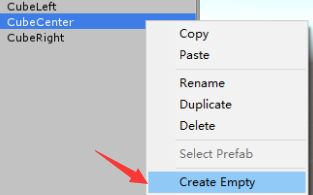 CubeLeft
CubeCenter
CubeRight
Copy
Paste
Rename
Duplicate
Delete
Select Prefab
Create Empty